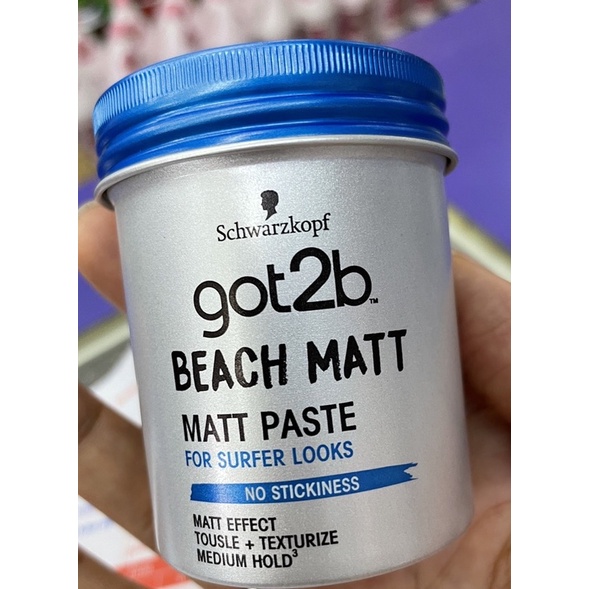 Schwarzkopf
got2b™
BEACH MATT
MATT PASTE
FOR SURFER LOOKS
NO STICKINESS
MATT EFFECT
TOUSLE + TEXTURIZE
MEDIUM HOLD³